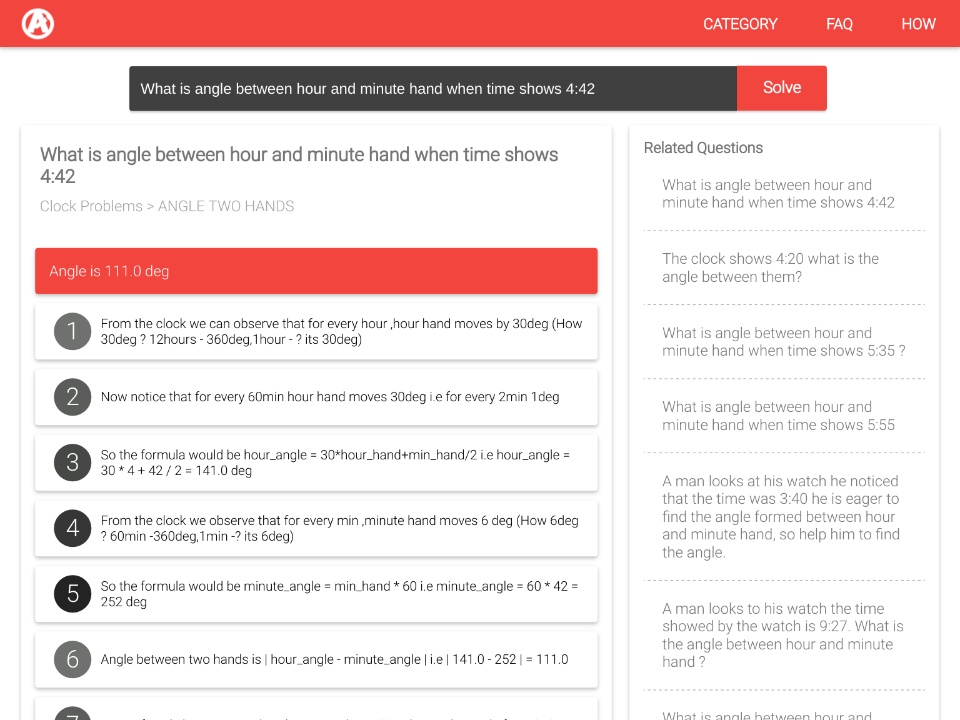 CATEGORY FAQ HOW
What is angle between hour and minute hand when time shows 4:42 Solve
What is angle between hour and minute hand when time shows
4:42
Clock Problems > ANGLE TWO HANDS
Angle is 111.0 deg
1 From the clock we can observe that for every hour ,hour hand moves by 30deg (How
30deg ? 12hours - 360deg,1hour - ? its 30deg)
2 Now notice that for every 60min hour hand moves 30deg i.e for every 2min 1deg
3 So the formula would be hour_angle = 30*hour_hand+min_hand/2 i.e hour_angle =
30 * 4 + 42 / 2 = 141.0 deg
4 From the clock we observe that for every min ,minute hand moves 6 deg (How 6deg
? 60min -360deg,1min -? its 6deg)
5 So the formula would be minute_angle = min_hand * 60 i.e minute_angle = 60 * 42 =
252 deg
6 Angle between two hands is | hour_angle - minute_angle | i.e | 141.0 - 252 | = 111.0
Related Questions
What is angle between hour and
minute hand when time shows 4:42
The clock shows 4:20 what is the
angle between them?
What is angle between hour and
minute hand when time shows 5:35 ?
What is angle between hour and
minute hand when time shows 5:55
A man looks at his watch he noticed
that the time was 3:40 he is eager to
find the angle formed between hour
and minute hand, so help him to find
the angle.
A man looks to his watch the time
showed by the watch is 9:27. What is
the angle between hour and minute
hand ?
What is angle between hour and